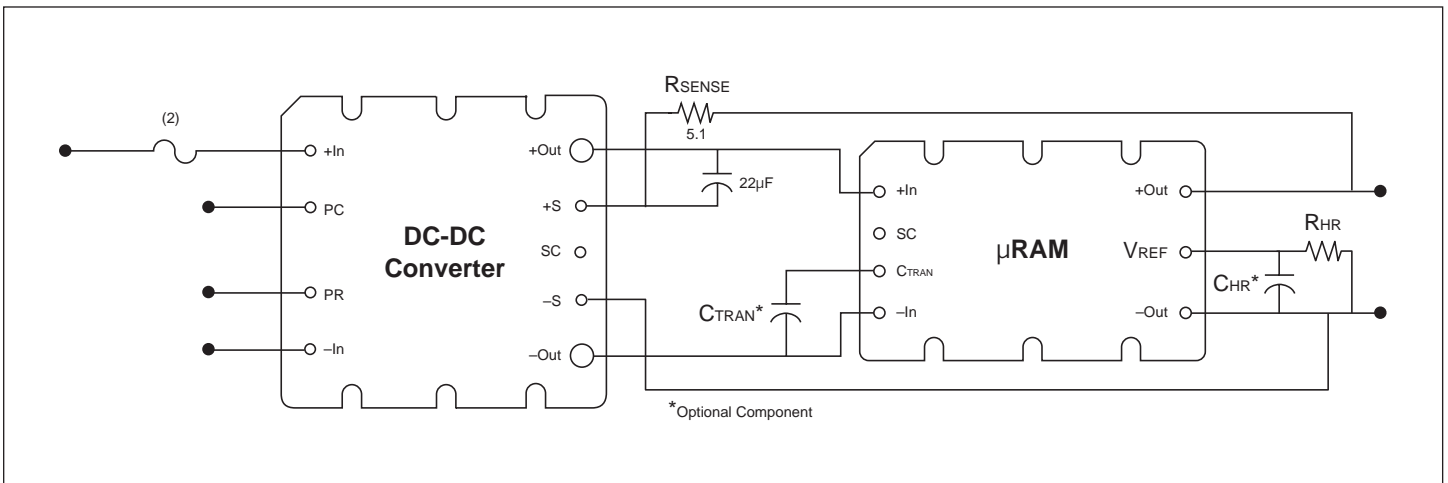 RSENSE
5.1
(2)
+In
PC
PR
–In
DC-DC
Converter
+Out
+S
SC
–S
–Out
22µF
CTRAN*
*Optional Component
+In
SC
CTRAN
–In
µRAM
+Out
VREF
–Out
RHR
CHR*